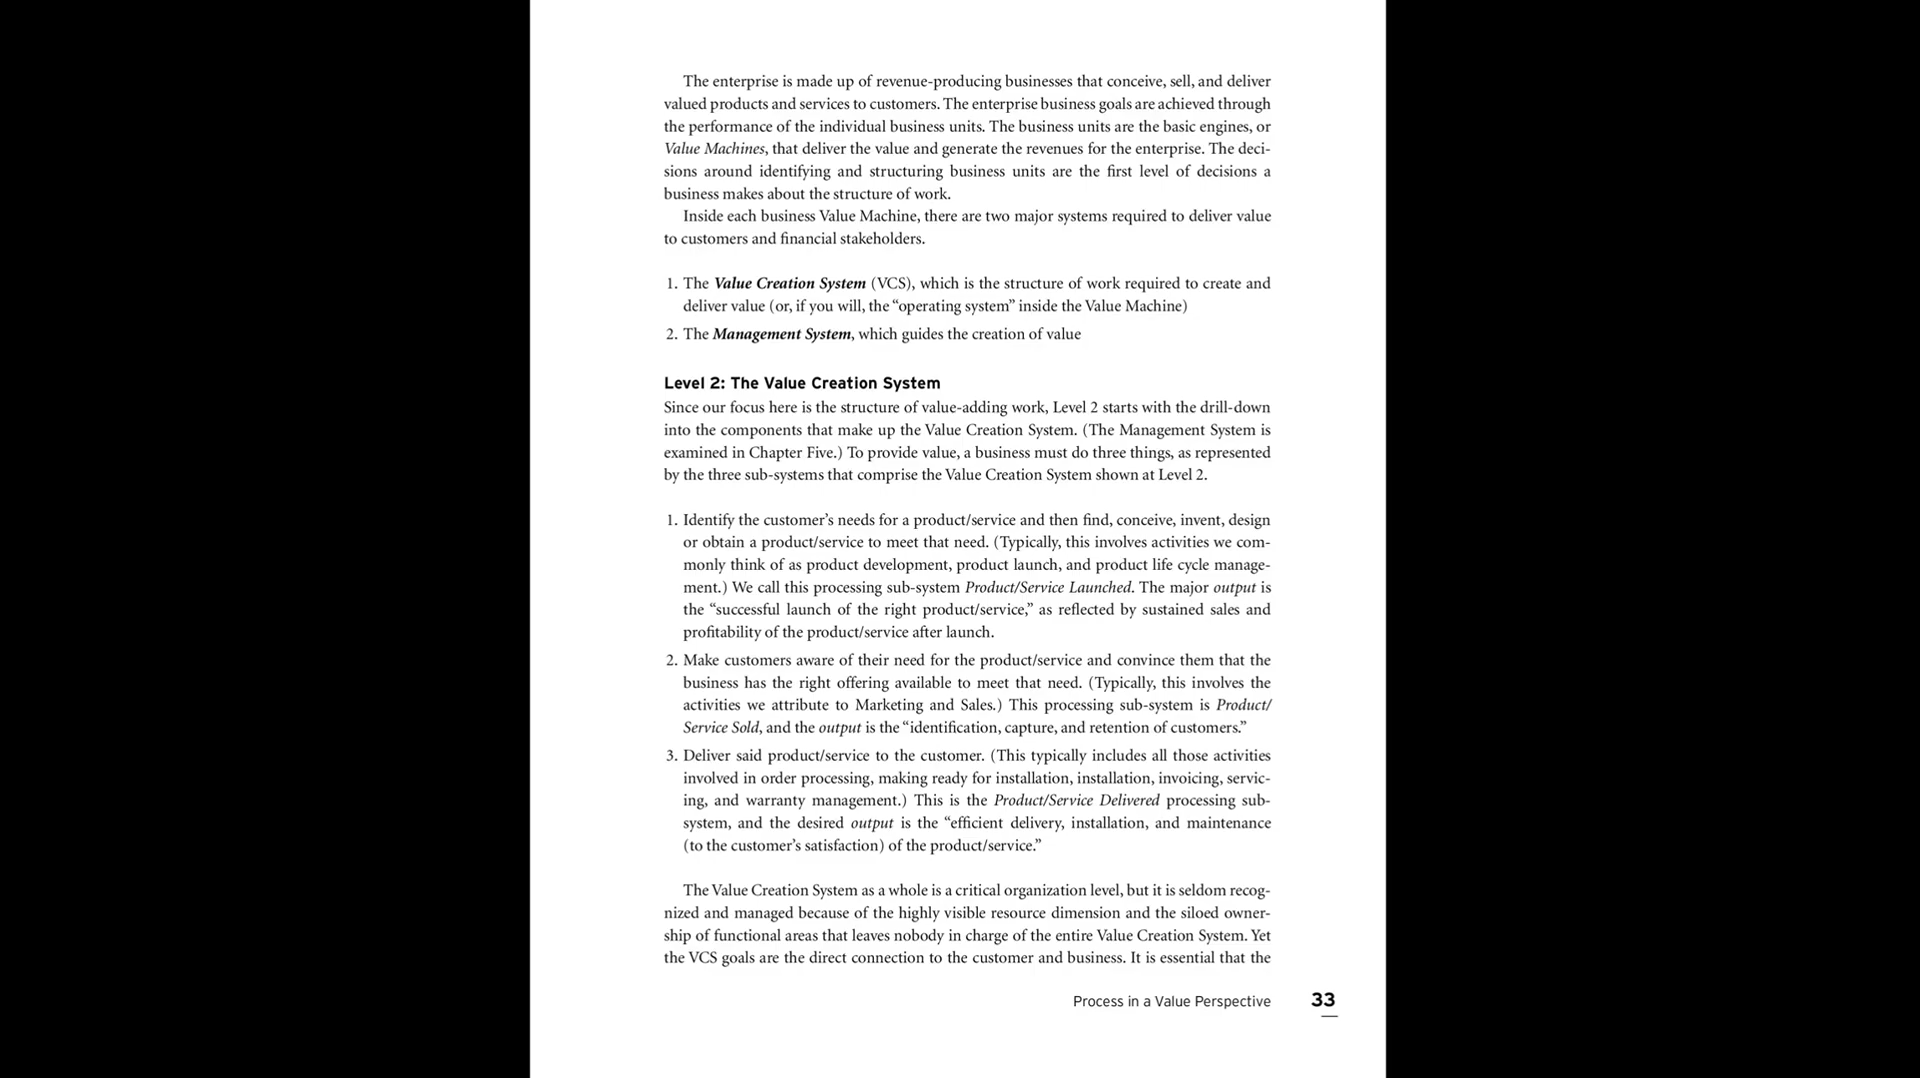 The enterprise is made up of revenue-producing businesses that conceive, sell, and deliver
valued products and services to customers. The enterprise business goals are achieved through
the performance of the individual business units. The business units are the basic engines, or
Value Machines, that deliver the value and generate the revenues for the enterprise. The deci-
sions around identifying and structuring business units are the first level of decisions a
business makes about the structure of work.
Inside each business Value Machine, there are two major systems required to deliver value
to customers and financial stakeholders.
1. The Value Creation System (VCS), which is the structure of work required to create and
deliver value (or, if you will, the “operating system” inside the Value Machine)
2. The Management System, which guides the creation of value
Level 2: The Value Creation System
Since our focus here is the structure of value-adding work, Level 2 starts with the drill-down
into the components that make up the Value Creation System. (The Management System is
examined in Chapter Five.) To provide value, a business must do three things, as represented
by the three sub-systems that comprise the Value Creation System shown at Level 2.
1. Identify the customer’s needs for a product/service and then find, conceive, invent, design
or obtain a product/service to meet that need. (Typically, this involves activities we com-
monly think of as product development, product launch, and product life cycle manage-
ment.) We call this processing sub-system Product/Service Launched. The major output is
the “successful launch of the right product/service,” as reflected by sustained sales and
profitability of the product/service after launch.
2. Make customers aware of their need for the product/service and convince them that the
business has the right offering available to meet that need. (Typically, this involves the
activities we attribute to Marketing and Sales.) This processing sub-system is Product/
Service Sold, and the output is the “identification, capture, and retention of customers.”
3. Deliver said product/service to the customer. (This typically includes all those activities
involved in order processing, making ready for installation, installation, invoicing, servic-
ing, and warranty management.) This is the Product/Service Delivered processing sub-
system, and the desired output is the “efficient delivery, installation, and maintenance
(to the customer’s satisfaction) of the product/service.”
The Value Creation System as a whole is a critical organization level, but it is seldom recog-
nized and managed because of the highly visible resource dimension and the siloed owner-
ship of functional areas that leaves nobody in charge of the entire Value Creation System. Yet
the VCS goals are the direct connection to the customer and business. It is essential that the
Process in a Value Perspective 33